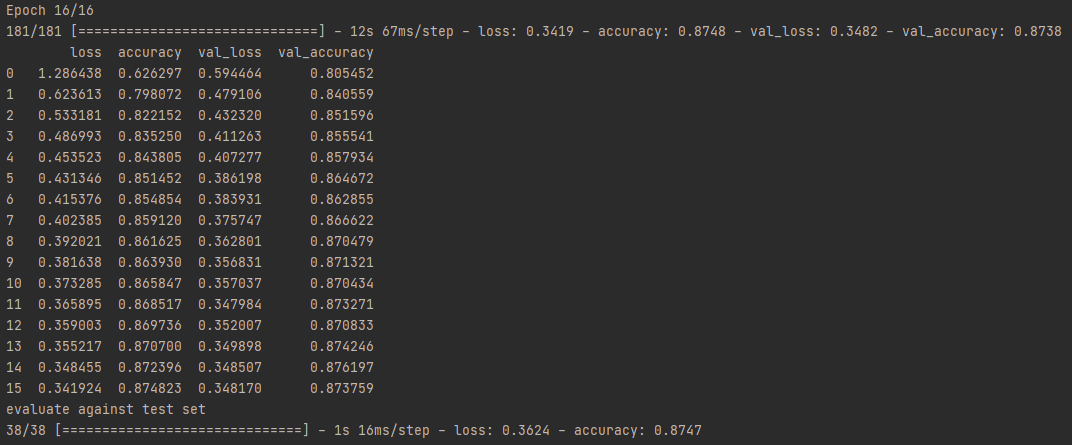 Epoch 16/16
181/181 [==============================] - 12s 67ms/step - loss: 0.3419 - accuracy: 0.8748 - val_loss: 0.3482 - val_accuracy: 0.8738
        loss  accuracy  val_loss  val_accuracy
0   1.286438  0.626297  0.594464      0.805452
1   0.623613  0.798072  0.479106      0.840559
2   0.533181  0.822152  0.432320      0.851596
3   0.486993  0.835250  0.411263      0.855541
4   0.453523  0.843805  0.407277      0.857934
5   0.431346  0.851452  0.386198      0.864672
6   0.415376  0.854854  0.383931      0.862855
7   0.402385  0.859120  0.375747      0.866622
8   0.392021  0.861625  0.362801      0.870479
9   0.381638  0.863930  0.356831      0.871321
10  0.373285  0.865847  0.357037      0.870434
11  0.365895  0.868517  0.347984      0.873271
12  0.359003  0.869736  0.352007      0.870833
13  0.355217  0.870700  0.349898      0.874246
14  0.348455  0.872396  0.348507      0.876197
15  0.341924  0.874823  0.348170      0.873759
evaluate against test set
38/38 [==============================] - 1s 16ms/step - loss: 0.3624 - accuracy: 0.8747